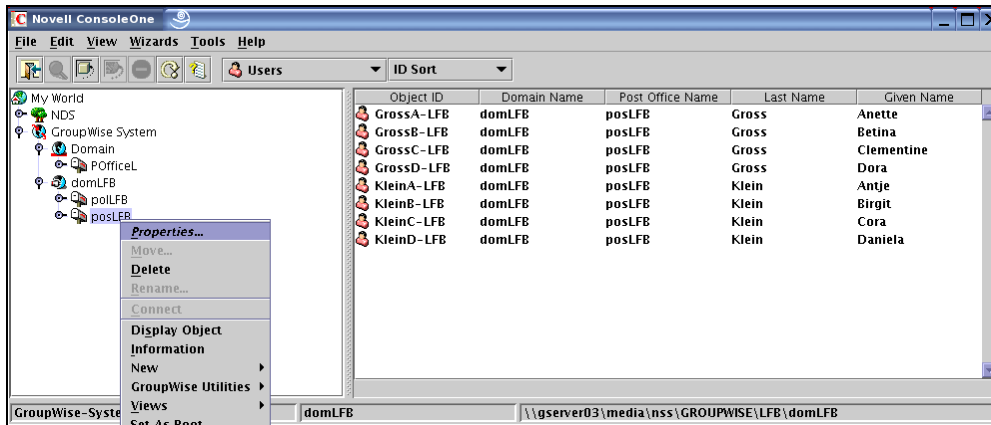 Novell ConsoleOne
File Edit View Wizards Tools Help
Users ID Sort
My World
NDS
GroupWise System
Domain
POfficeL
domLFB
polLFB
posLFB
Properties...
Move...
Delete
Rename...
Connect
Display Object
Information
New
GroupWise Utilities
Views
Set As Root
Object ID Domain Name Post Office Name Last Name Given Name
GrossA-LFB domLFB posLFB Gross Anette
GrossB-LFB domLFB posLFB Gross Betina
GrossC-LFB domLFB posLFB Gross Clementine
GrossD-LFB domLFB posLFB Gross Dora
KleinA-LFB domLFB posLFB Klein Antje
KleinB-LFB domLFB posLFB Klein Birgit
KleinC-LFB domLFB posLFB Klein Cora
KleinD-LFB domLFB posLFB Klein Daniela
GroupWise-Syste domLFB \\gserver03\media\nss\GROUPWISE\LFB\domLFB